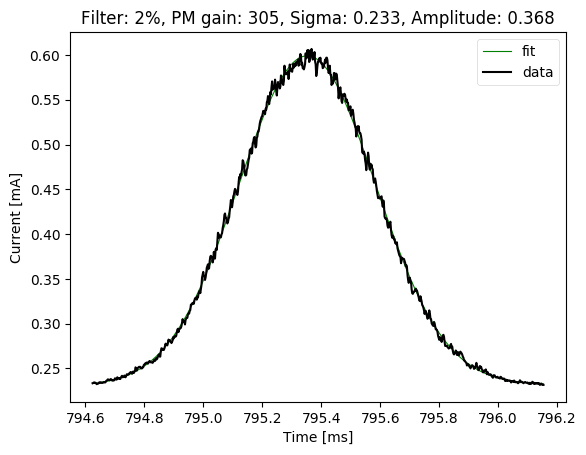 Filter: 2%, PM gain: 305, Sigma: 0.233, Amplitude: 0.368
fit
data
Current [mA]
0.60
0.55
0.50
0.45
0.40
0.35
0.30
0.25
794.6 794.8 795.0 795.2 795.4 795.6 795.8 796.0 796.2
Time [ms]